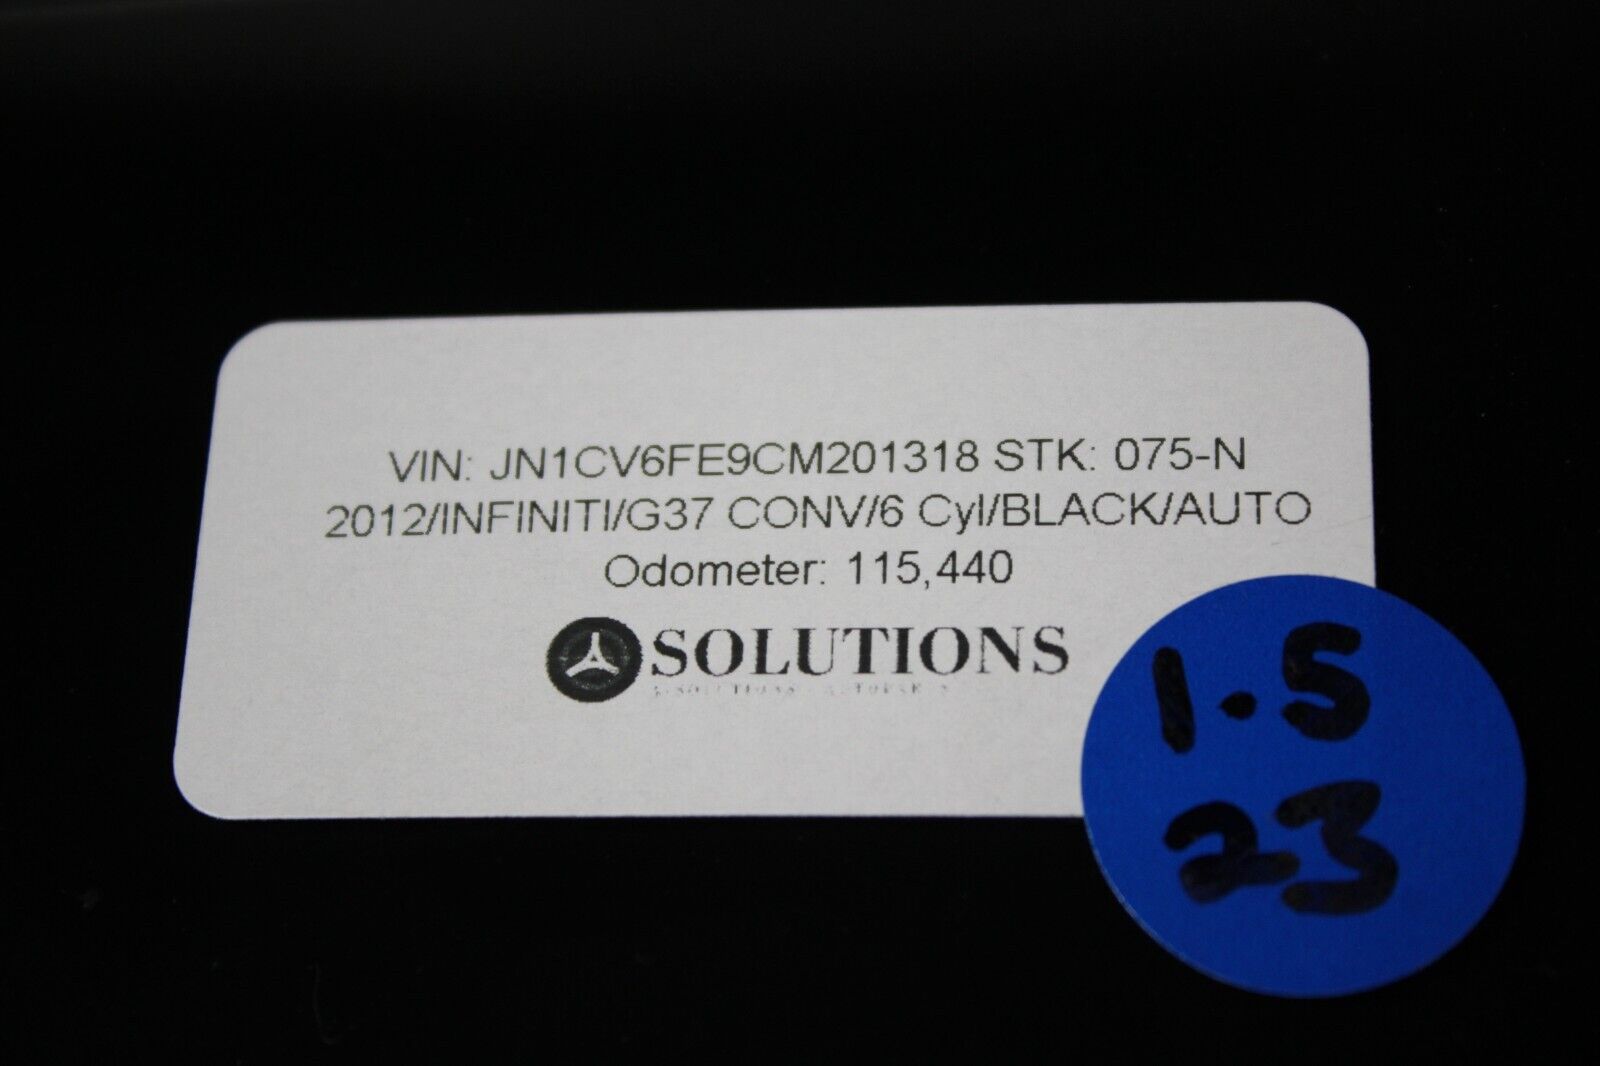 VIN: JN1CV6FE9CM201318 STK: 075-N
2012/INFINITI/G37 CONV/6 Cyl/BLACK/AUTO
Odometer: 115,440
SOLUTIONS
1.5
23